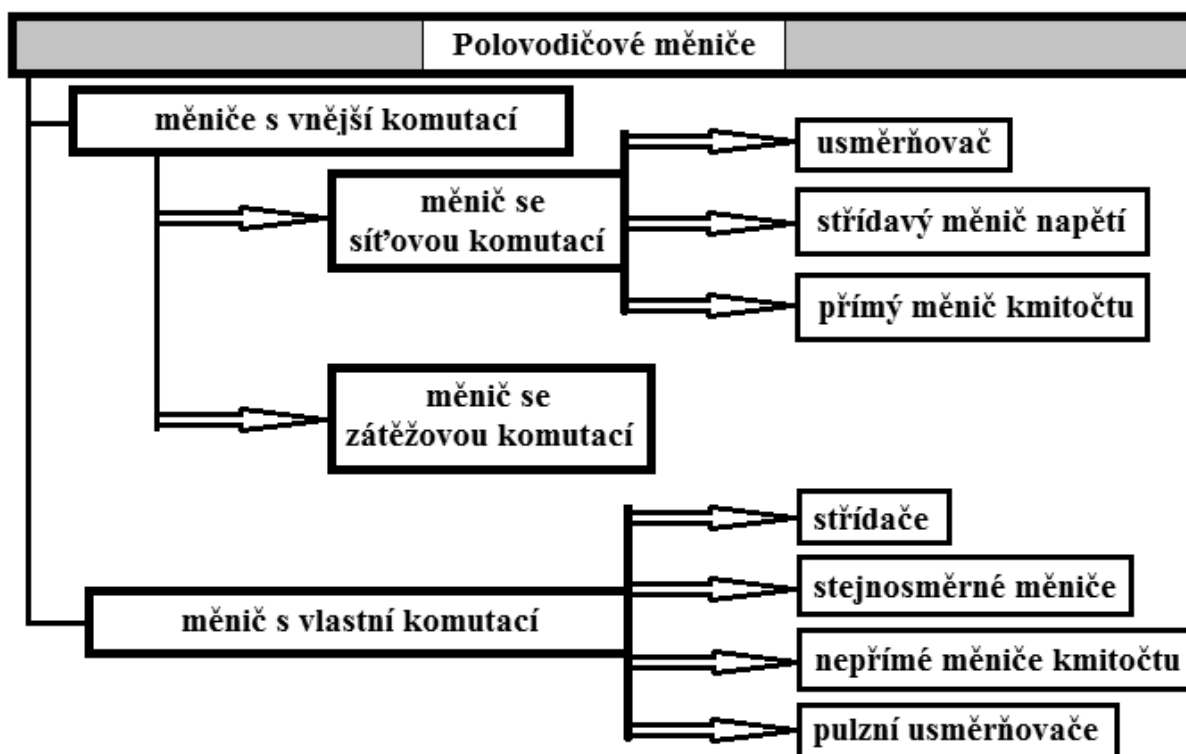 Polovodičové měniče
měniče s vnější komutací
měnič se
síťovou komutací
usměrňovač
střídavý měnič napětí
přímý měnič kmitočtu
měnič se
zátěžovou komutací
měnič s vlastní komutací
střídače
stejnosměrné měniče
nepřímé měniče kmitočtu
pulzní usměrňovače